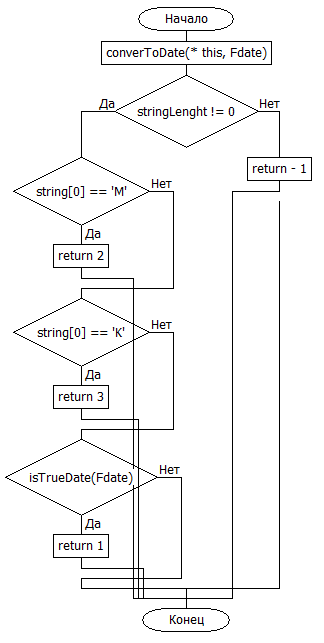 Начало
converToDate(* this, Fdate)
stringLenght != 0
Да
Нет
return - 1
string[0] == 'М'
Нет
Да
return 2
string[0] == 'К'
Нет
Да
return 3
isTrueDate(Fdate)
Нет
Да
return 1
Конец